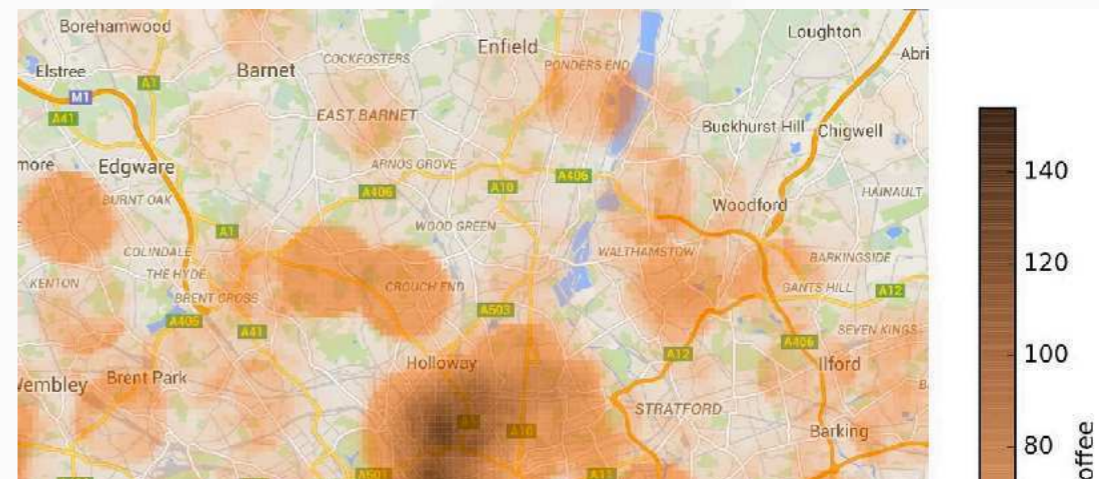 Borehamwood
Loughton
Enfield
COCKFOSTERS
Abri
PONDERS END
Elstree
Barnet
A1
M1
A41
EAST BARNET
Buckhurst Hill
Chigwell
more
Edgware
ARNOS GROVE
A406
A406
A10
HAINAULT
BURNT OAK
Woodford
A1
WOOD GREEN
COLINDALE
WALTHAMSTOW
BARKINGSIDE
THE HYDE
KENTON
CROUCH END
GANTS HILL
A12
BRENT CROSS
A503
A406
A41
SEVEN KINGS
A406
A12
Holloway
Ilford
Brent Park
Wembley
B
STRATFORD
A1
A10
Barking
A501
A11
140
120
100
80
offee